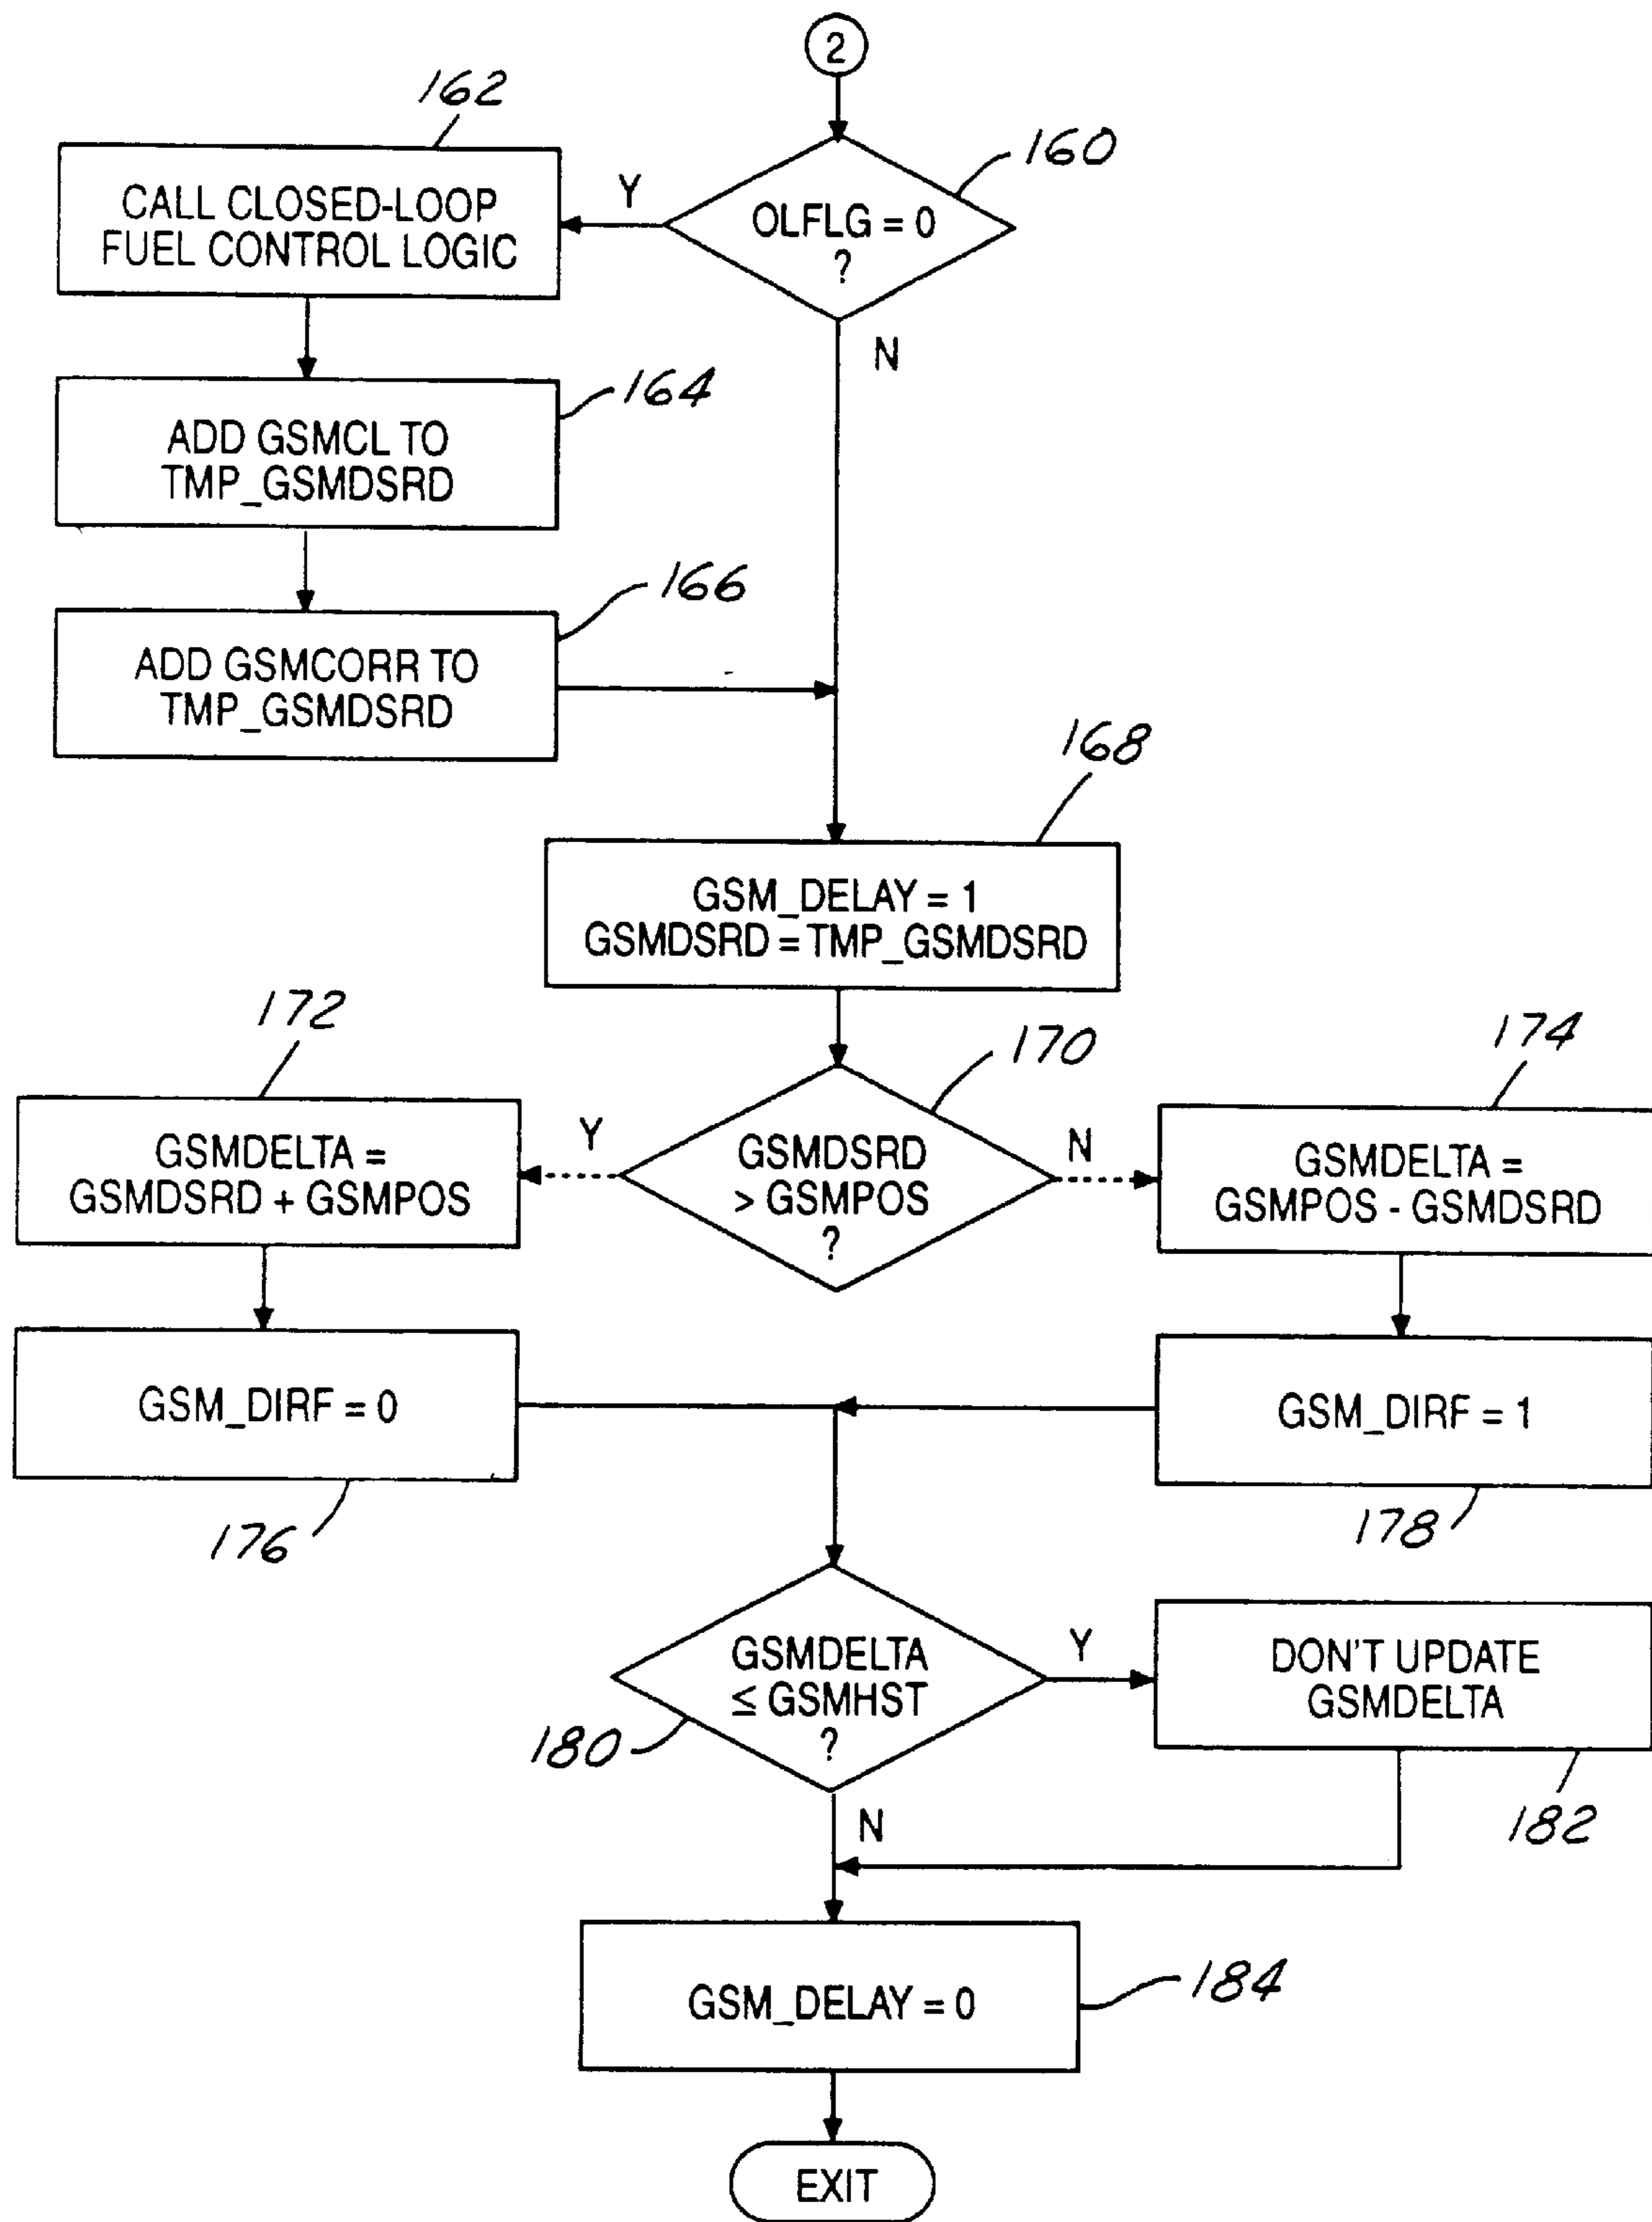 2
162
160
CALL CLOSED-LOOP
FUEL CONTROL LOGIC
Y
OLFLG = 0
?
N
164
ADD GSMCL TO
TMP_GSMDSRD
166
ADD GSMCORR TO
TMP_GSMDSRD
168
GSM_DELAY = 1
GSMDSRD = TMP_GSMDSRD
172
170
174
GSMDELTA =
GSMDSRD + GSMPOS
Y
GSMDSRD
> GSMPOS
?
N
GSMDELTA =
GSMPOS - GSMDSRD
GSM_DIRF = 0
GSM_DIRF = 1
176
178
GSMDELTA
≤ GSMHST
?
180
Y
DON'T UPDATE
GSMDELTA
182
N
GSM_DELAY = 0
184
EXIT